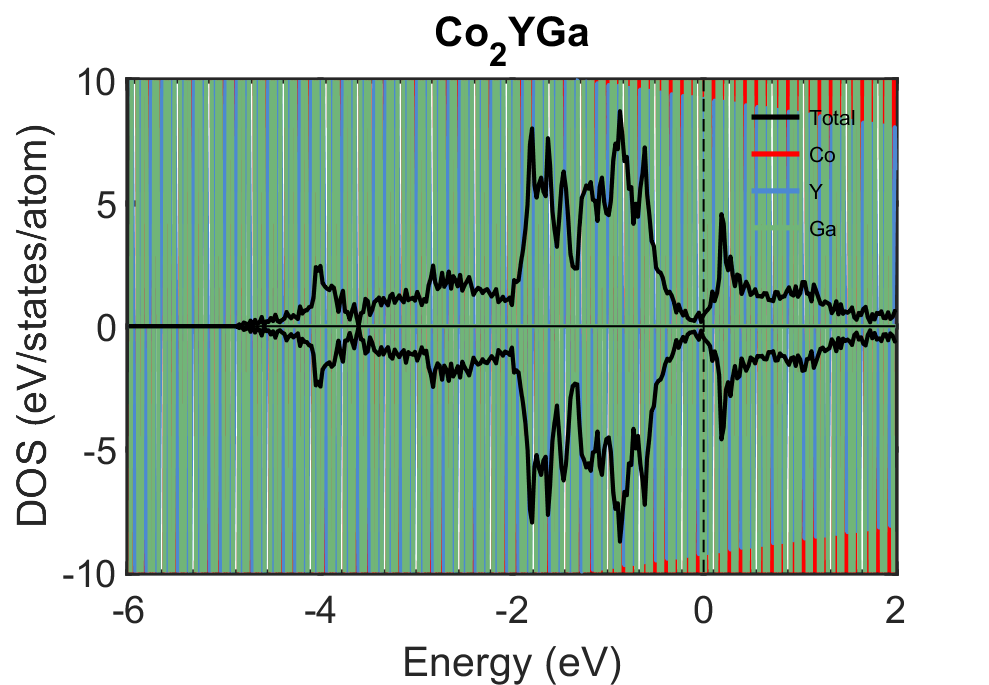 Co₂YGa
DOS (eV/states/atom)
10
5
0
-5
-10
Total
Co
Y
Ga
-6 -4 -2 0 2
Energy (eV)